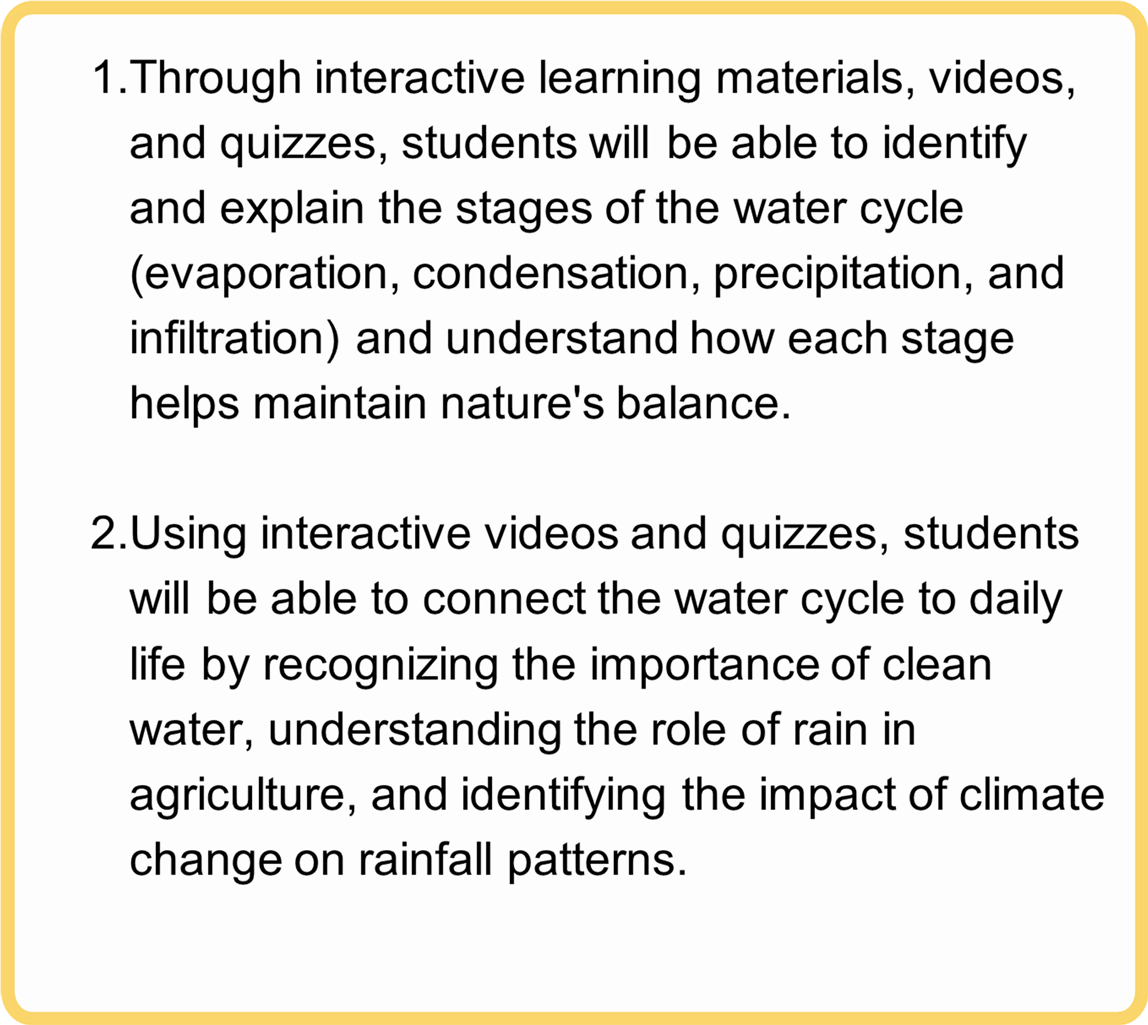 1.Through interactive learning materials, videos,
and quizzes, students will be able to identify
and explain the stages of the water cycle
(evaporation, condensation, precipitation, and
infiltration) and understand how each stage
helps maintain nature's balance.
2.Using interactive videos and quizzes, students
will be able to connect the water cycle to daily
life by recognizing the importance of clean
water, understanding the role of rain in
agriculture, and identifying the impact of climate
change on rainfall patterns.